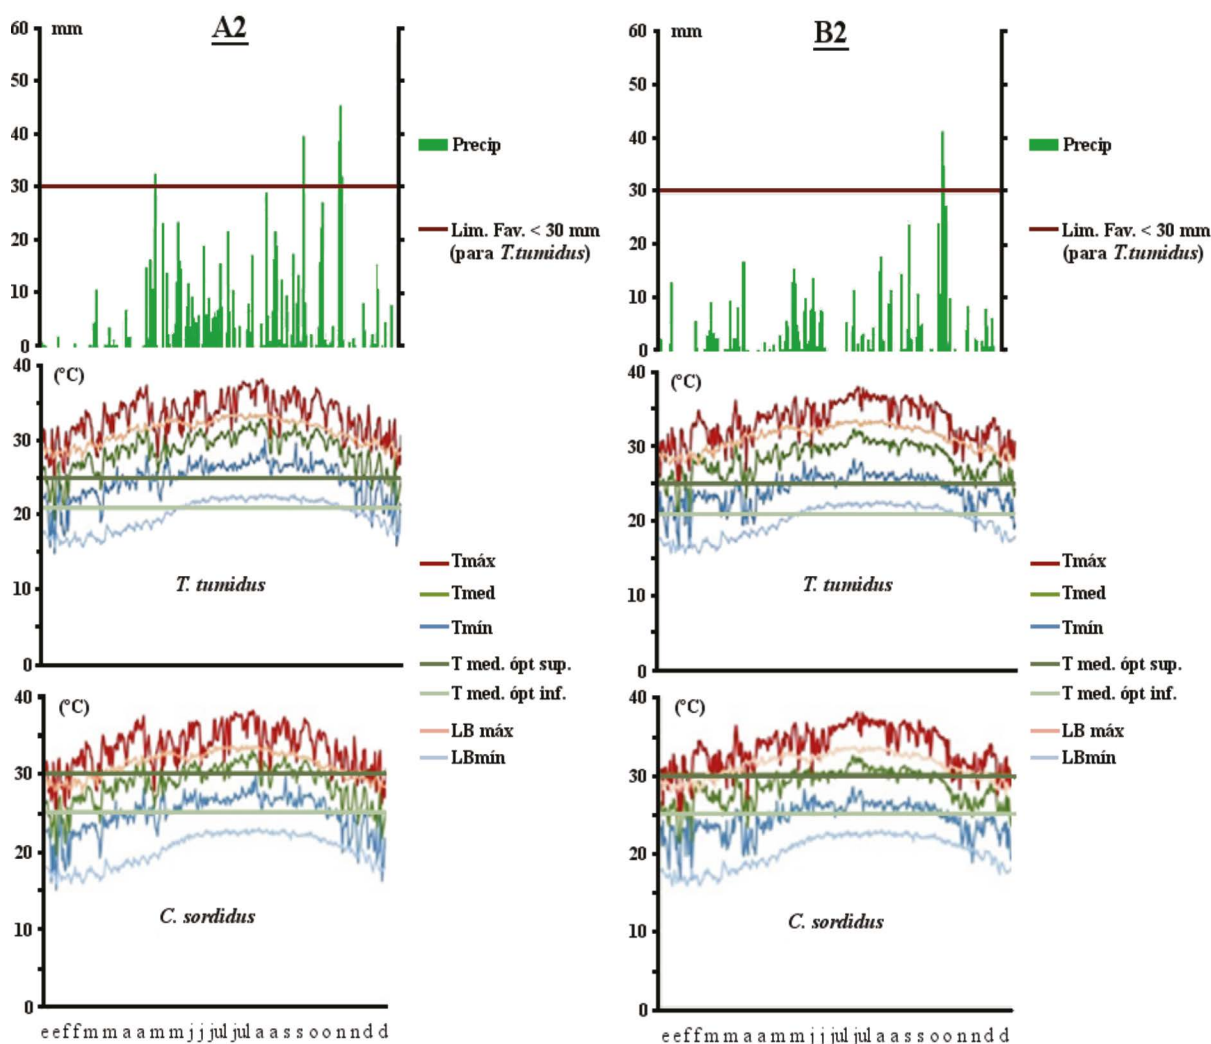 A2
60
mm
50
40
30
20
10
0
Precip
Lim. Fav. < 30 mm
(para T.tumidus)
B2
60
mm
50
40
30
20
10
0
Precip
Lim. Fav. < 30 mm
(para T.tumidus)
40
(°C)
30
20
10
0
T. tumidus
40
(°C)
30
20
10
0
T. tumidus
Tmáx
Tmed
Tmín
T med. ópt sup.
T med. ópt inf.
LB máx
LBmín
Tmáx
Tmed
Tmín
T med. ópt sup.
T med. ópt inf.
LB máx
LBmín
40
(°C)
30
20
10
0
C. sordidus
e e f f m m a a m m j j jul jul a a s s o o n n d d
40
(°C)
30
20
10
0
C. sordidus
e e f f m m a a m m j j jul jul a a s s o o n n d d